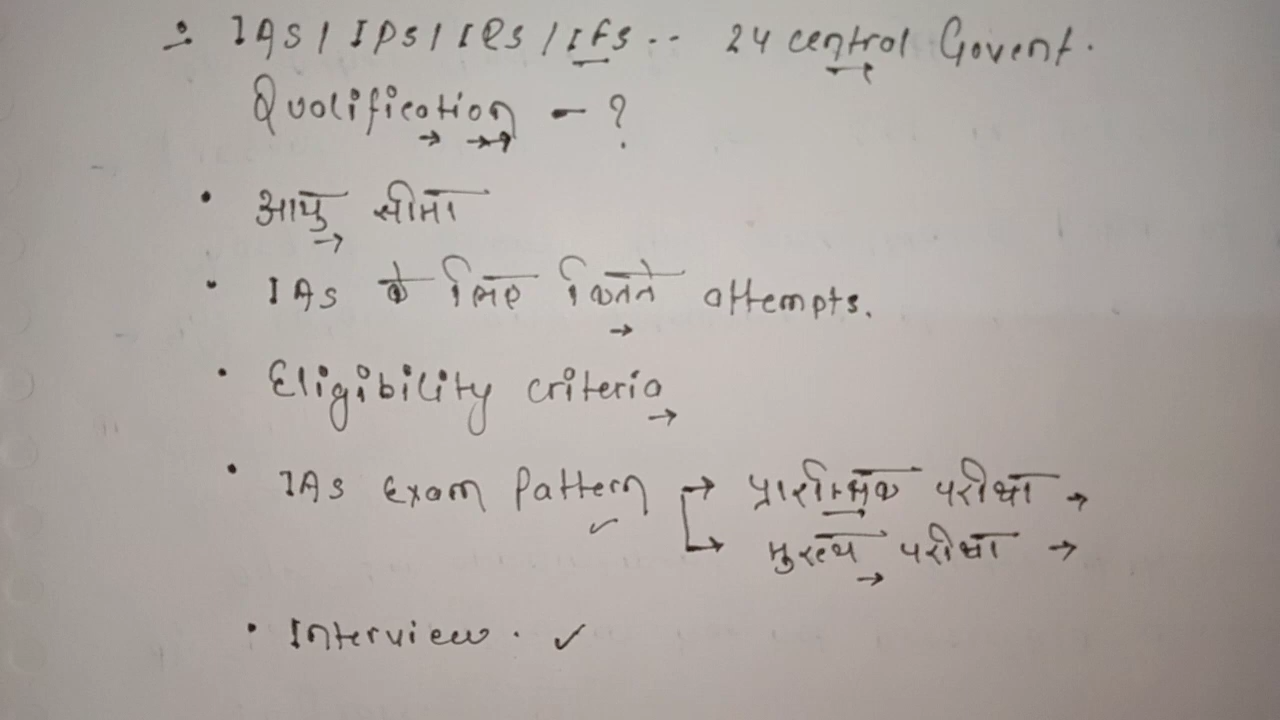 IAS / IPS / IRS / IFS .. 24 central Govent.
Qualification - ?
• आयु सीमा
• IAS के लिए कितने attempts.
• Eligibility criteria
• IAS Exam Pattern → प्रारम्भिक परीक्षा →
→ मुख्य परीक्षा →
• Interview. ✓